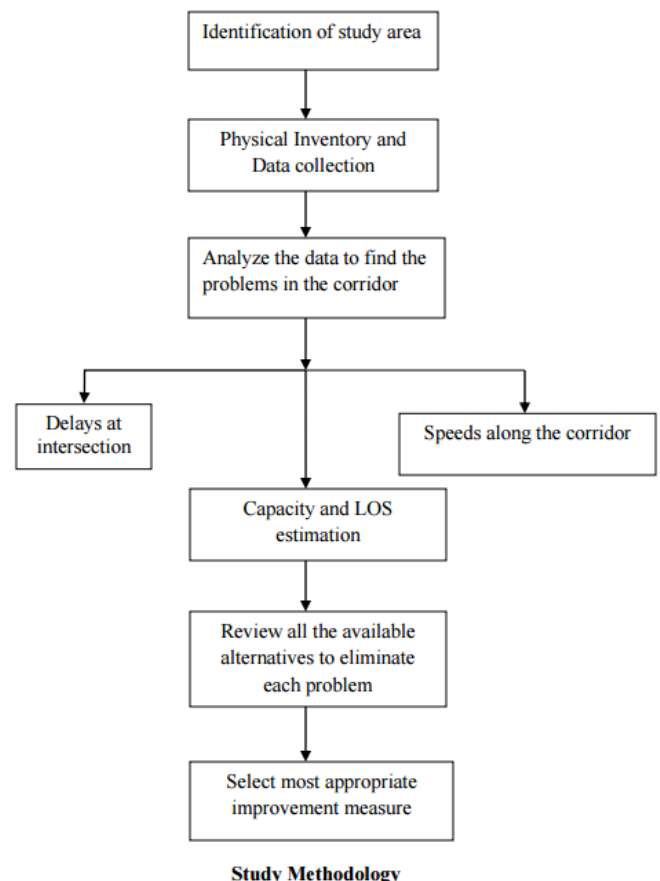 Identification of study area
Physical Inventory and
Data collection
Analyze the data to find the
problems in the corridor
Delays at
intersection
Speeds along the corridor
Capacity and LOS
estimation
Review all the available
alternatives to eliminate
each problem
Select most appropriate
improvement measure
Study Methodology